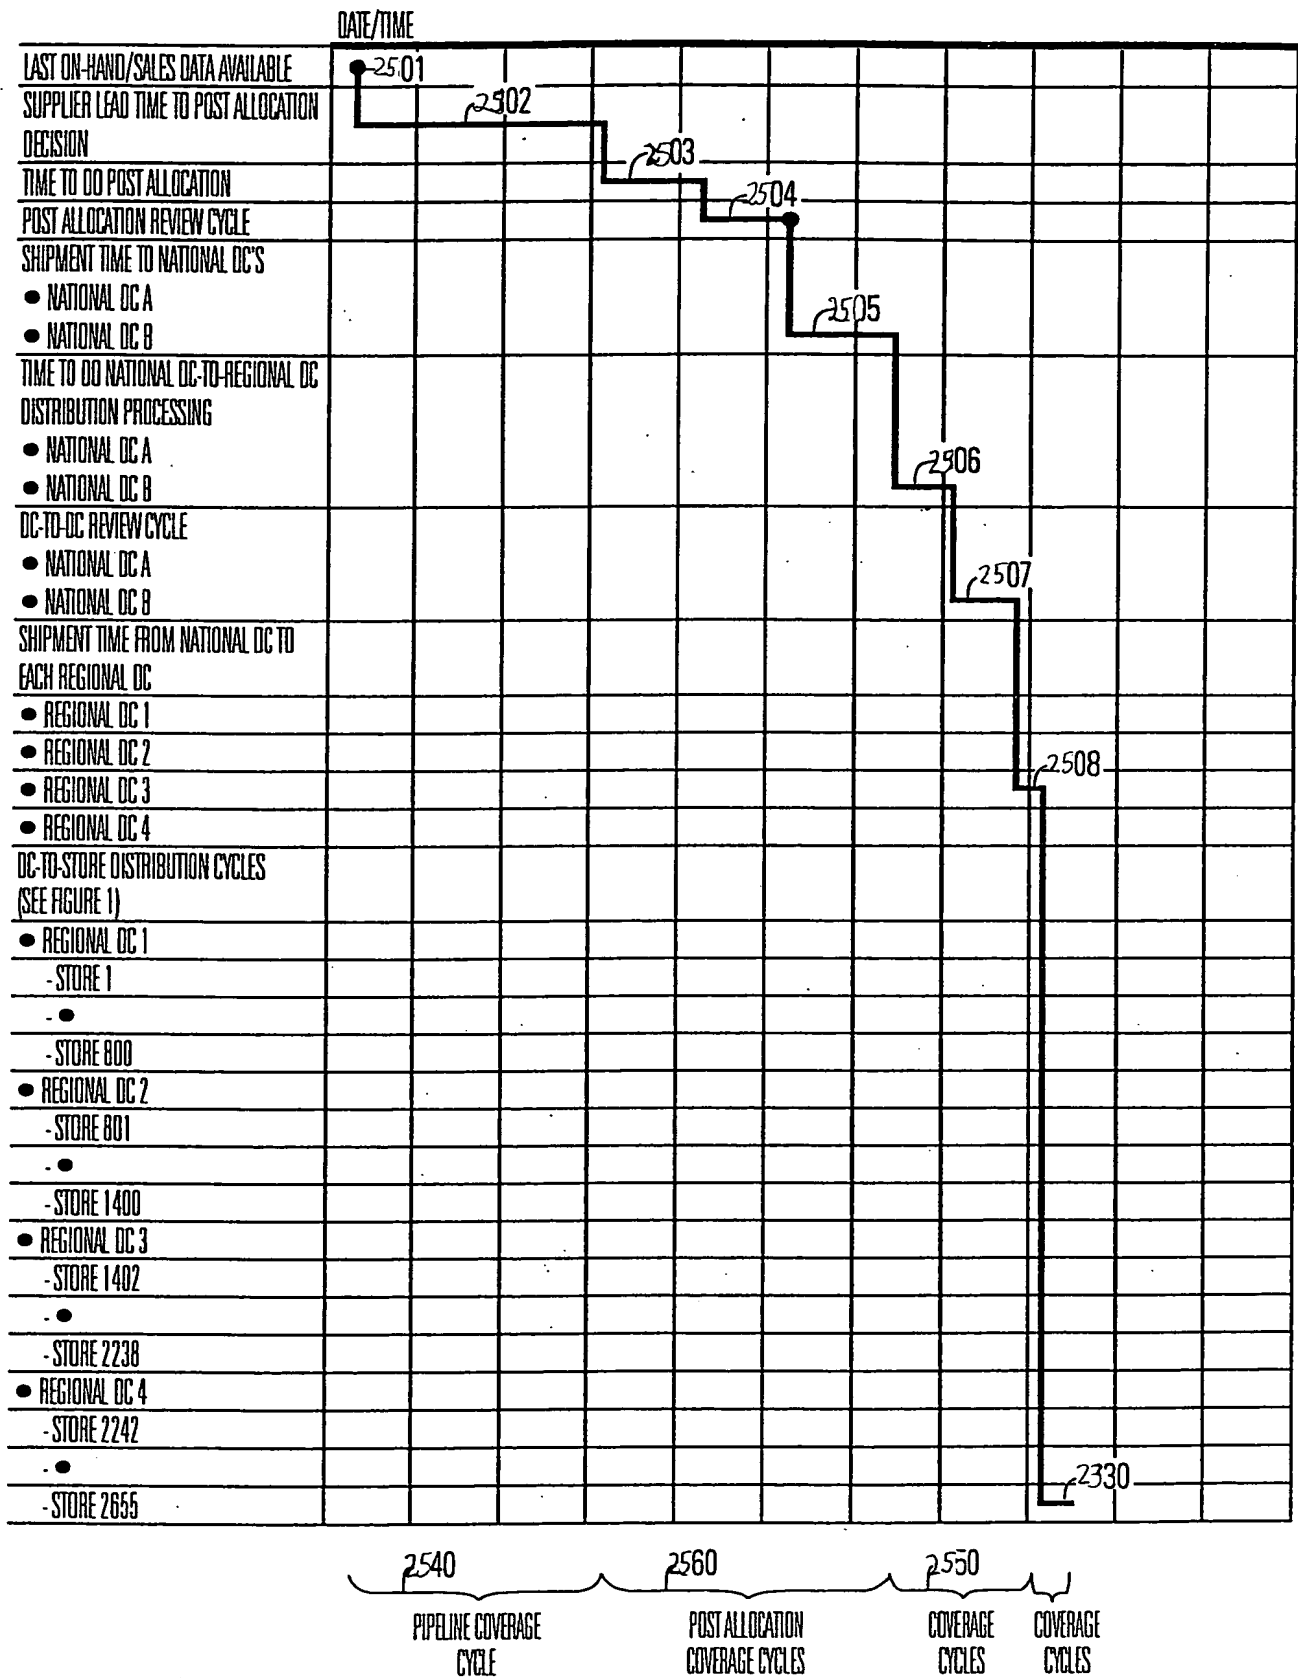 DATE/TIME
LAST ON-HAND/SALES DATA AVAILABLE
2501
SUPPLIER LEAD TIME TO POST ALLOCATION
DECISION
2502
TIME TO DO POST ALLOCATION
2503
POST ALLOCATION REVIEW CYCLE
2504
SHIPMENT TIME TO NATIONAL DC'S
● NATIONAL DC A
● NATIONAL DC B
2505
TIME TO DO NATIONAL DC-TO-REGIONAL DC
DISTRIBUTION PROCESSING
● NATIONAL DC A
● NATIONAL DC B
2506
DC-TO-DC REVIEW CYCLE
● NATIONAL DC A
● NATIONAL DC B
2507
SHIPMENT TIME FROM NATIONAL DC TO
EACH REGIONAL DC
● REGIONAL DC 1
● REGIONAL DC 2
● REGIONAL DC 3
2508
● REGIONAL DC 4
DC-TO-STORE DISTRIBUTION CYCLES
(SEE FIGURE 1)
● REGIONAL DC 1
- STORE 1
- ●
- STORE 800
● REGIONAL DC 2
- STORE 801
- ●
- STORE 1400
● REGIONAL DC 3
- STORE 1402
- ●
- STORE 2238
● REGIONAL DC 4
- STORE 2242
- ●
- STORE 2655
2330
2540
PIPELINE COVERAGE
CYCLE
2560
POST ALLOCATION
COVERAGE CYCLES
2550
COVERAGE
CYCLES
COVERAGE
CYCLES